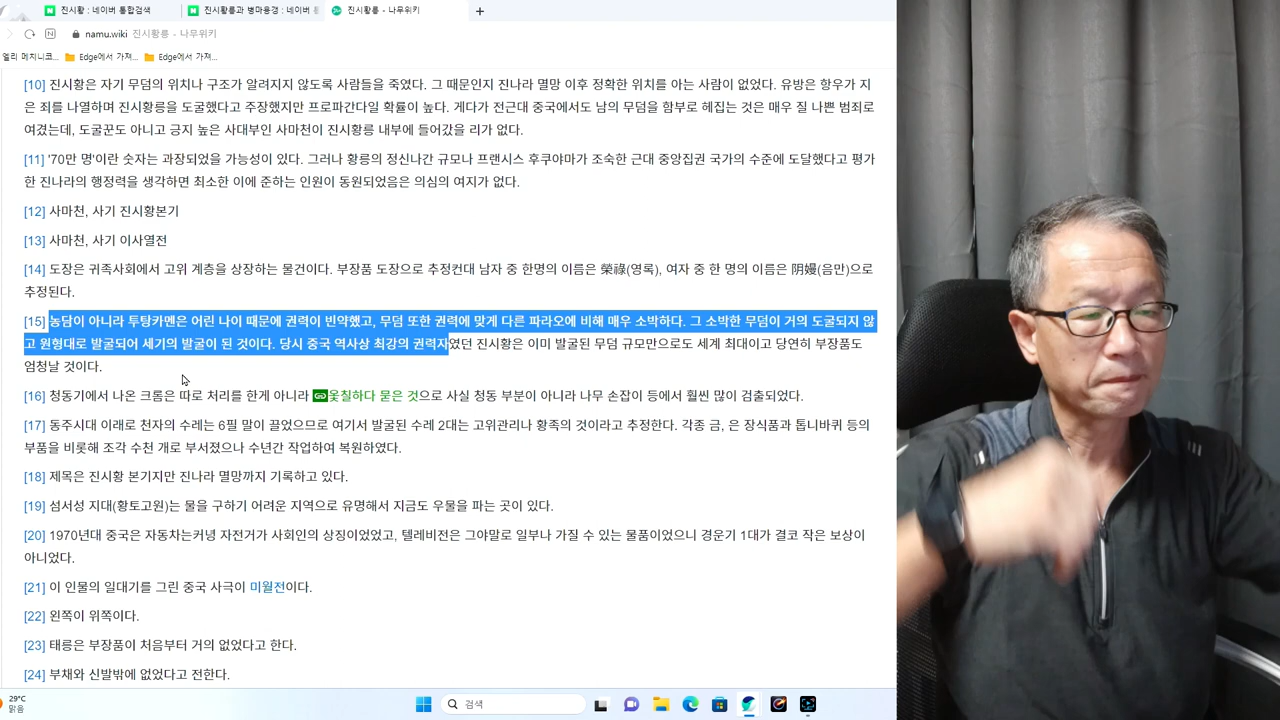 진시황 : 네이버 통합검색
진시황릉과 병마용갱 : 네이버
진시황릉 - 나무위키
namu.wiki 진시황릉 - 나무위키
엘리 메치니코...
Edge에서 가져...
Edge에서 가져...
[10] 진시황은 자기 무덤의 위치나 구조가 알려지지 않도록 사람들을 죽였다. 그 때문인지 진나라 멸망 이후 정확한 위치를 아는 사람이 없었다. 유방은 항우가 지
은 죄를 나열하며 진시황릉을 도굴했다고 주장했지만 프로파간다일 확률이 높다. 게다가 전근대 중국에서도 남의 무덤을 함부로 헤집는 것은 매우 질 나쁜 범죄로
여겼는데, 도굴꾼도 아니고 긍지 높은 사대부인 사마천이 진시황릉 내부에 들어갔을 리가 없다.
[11] '70만 명'이란 숫자는 과장되었을 가능성이 있다. 그러나 황릉의 정신나간 규모나 프랜시스 후쿠야마가 조숙한 근대 중앙집권 국가의 수준에 도달했다고 평가
한 진나라의 행정력을 생각하면 최소한 이에 준하는 인원이 동원되었음은 의심의 여지가 없다.
[12] 사마천, 사기 진시황본기
[13] 사마천, 사기 이사열전
[14] 도장은 귀족사회에서 고위 계층을 상장하는 물건이다. 부장품 도장으로 추정컨대 남자 중 한명의 이름은 榮祿(영록), 여자 중 한 명의 이름은 阴嫚(음만)으로
추정된다.
[15] 농담이 아니라 투탕카멘은 어린 나이 때문에 권력이 빈약했고, 무덤 또한 권력에 맞게 다른 파라오에 비해 매우 소박하다. 그 소박한 무덤이 거의 도굴되지 않
고 원형대로 발굴되어 세기의 발굴이 된 것이다. 당시 중국 역사상 최강의 권력자였던 진시황은 이미 발굴된 무덤 규모만으로도 세계 최대이고 당연히 부장품도
엄청날 것이다.
[16] 청동기에서 나온 크롬은 따로 처리를 한게 아니라 옻칠하다 묻은 것으로 사실 청동 부분이 아니라 나무 손잡이 등에서 훨씬 많이 검출되었다.
[17] 동주시대 이래로 천자의 수레는 6필 말이 끌었으므로 여기서 발굴된 수레 2대는 고위관리나 황족의 것이라고 추정한다. 각종 금, 은 장식품과 톱니바퀴 등의
부품을 비롯해 조각 수천 개로 부서졌으나 수년간 작업하여 복원하였다.
[18] 제목은 진시황 본기지만 진나라 멸망까지 기록하고 있다.
[19] 섬서성 지대(황토고원)는 물을 구하기 어려운 지역으로 유명해서 지금도 우물을 파는 곳이 있다.
[20] 1970년대 중국은 자동차는커녕 자전거가 사회인의 상징이었었고, 텔레비전은 그야말로 일부나 가질 수 있는 물품이었으니 경운기 1대가 결코 작은 보상이
아니었다.
[21] 이 인물의 일대기를 그린 중국 사극이 미월전이다.
[22] 왼쪽이 위쪽이다.
[23] 태릉은 부장품이 처음부터 거의 없었다고 한다.
[24] 부채와 신발밖에 없었다고 전한다.
29°C
맑음
검색